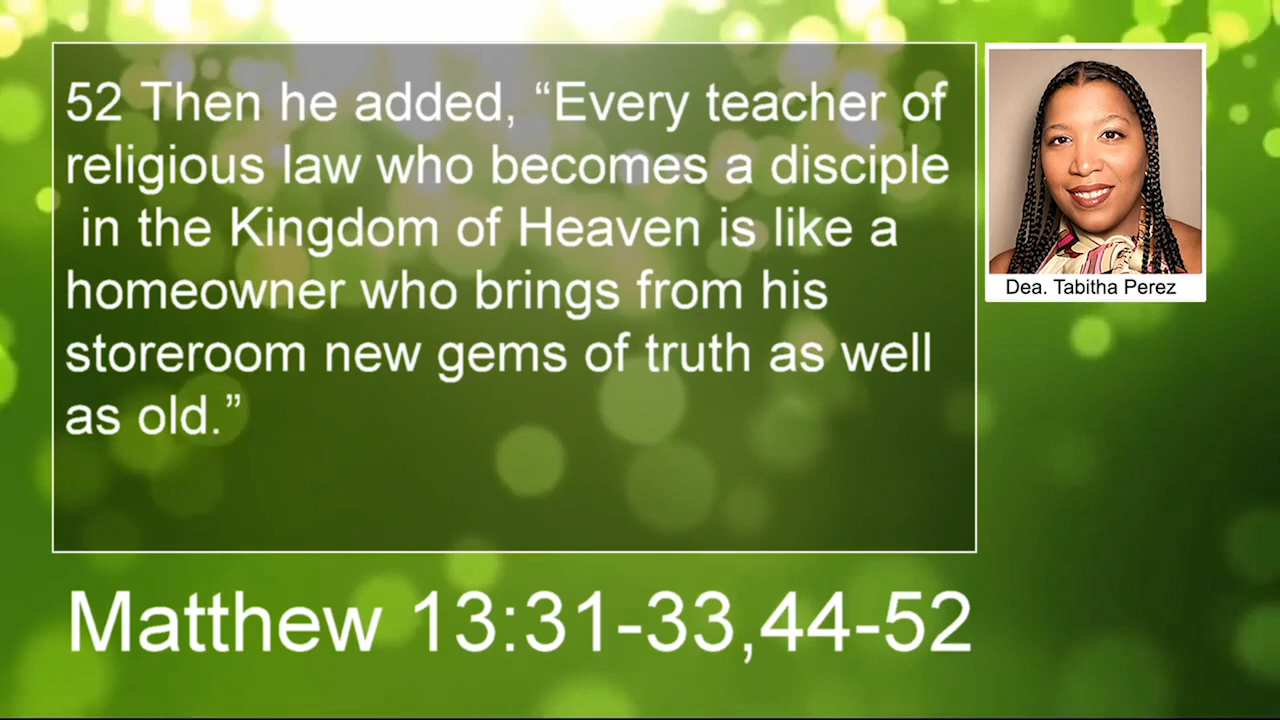 52 Then he added, “Every teacher of
religious law who becomes a disciple
in the Kingdom of Heaven is like a
homeowner who brings from his
storeroom new gems of truth as well
as old.”
Dea. Tabitha Perez
Matthew 13:31-33,44-52